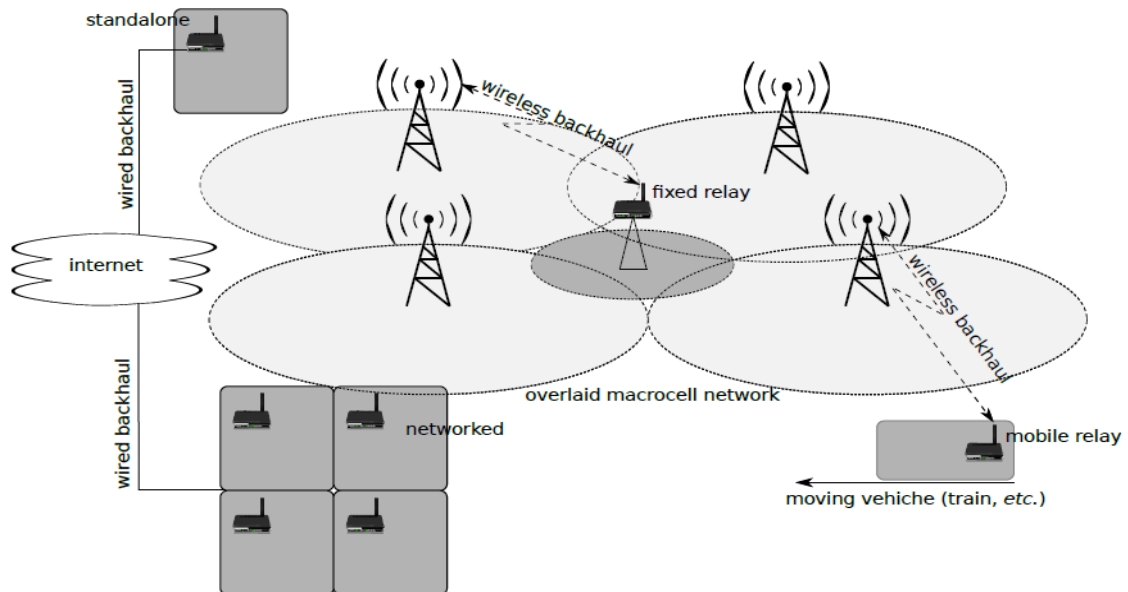 standalone
wired backhaul
wireless backhaul
fixed relay
internet
wireless backhaul
wired backhaul
overlaid macrocell network
networked
mobile relay
moving vehiche (train, etc.)